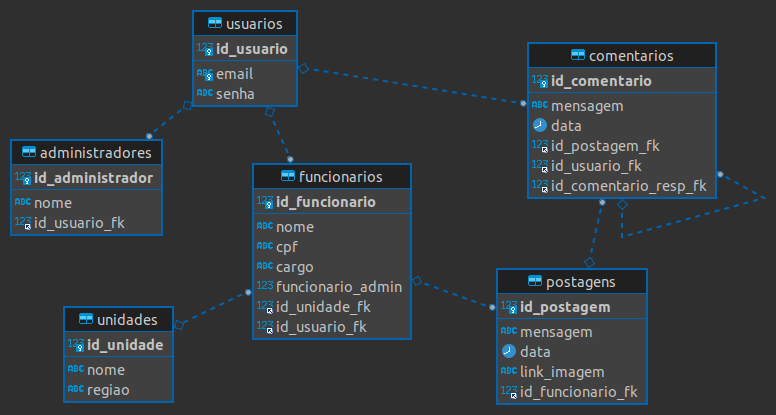 usuarios
123 id_usuario
ABC email
ABC senha
comentarios
123 id_comentario
ABC mensagem
data
123 id_postagem_fk
123 id_usuario_fk
123 id_comentario_resp_fk
administradores
123 id_administrador
ABC nome
123 id_usuario_fk
funcionarios
123 id_funcionario
ABC nome
ABC cpf
ABC cargo
123 funcionario_admin
123 id_unidade_fk
123 id_usuario_fk
postagens
123 id_postagem
ABC mensagem
data
ABC link_imagem
123 id_funcionario_fk
unidades
123 id_unidade
ABC nome
ABC regiao